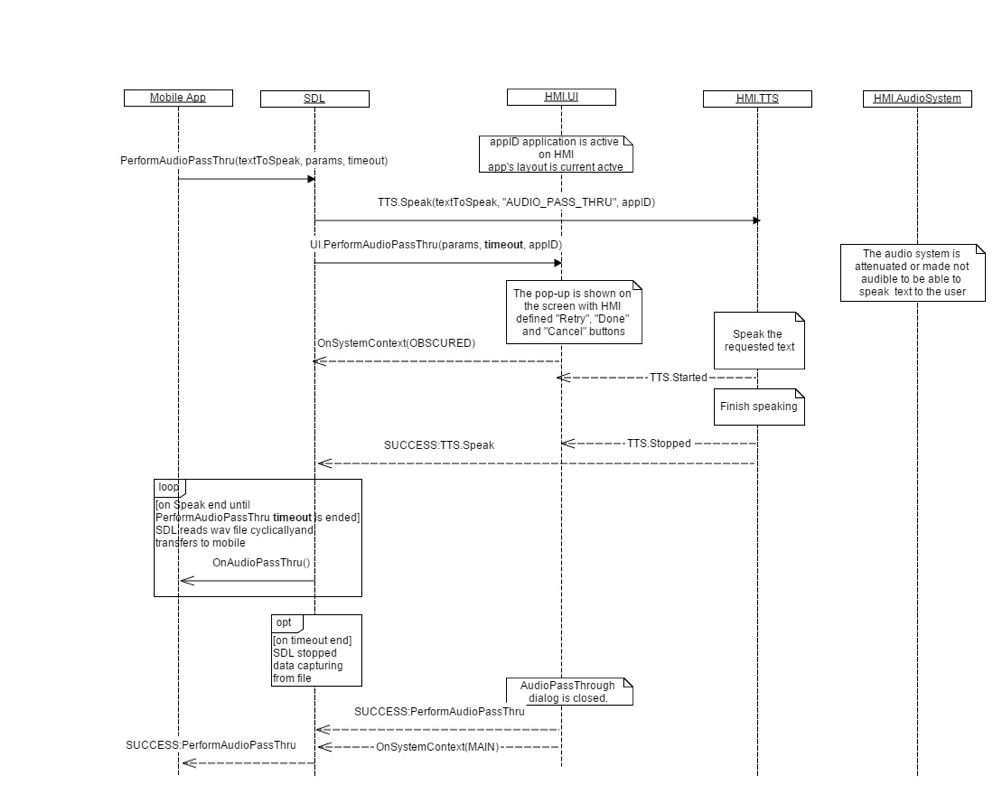 Mobile App
SDL
HMI.UI
HMI.TTS
HMI.AudioSystem
appID application is active
on HMI
app's layout is current actve
PerformAudioPassThru(textToSpeak, params, timeout)
TTS.Speak(textToSpeak, "AUDIO_PASS_THRU", appID)
UI.PerformAudioPassThru(params, timeout, appID)
The audio system is
attenuated or made not
audible to be able to
speak text to the user
The pop-up is shown on
the screen with HMI
defined "Retry", "Done"
and "Cancel" buttons
Speak the
requested text
OnSystemContext(OBSCURED)
TTS.Started
Finish speaking
TTS.Stopped
SUCCESS:TTS.Speak
loop
[on Speak end until
PerformAudioPassThru timeout is ended]
SDL reads wav file cyclicallyand
transfers to mobile
OnAudioPassThru()
opt
[on timeout end]
SDL stopped
data capturing
from file
AudioPassThrough
dialog is closed.
SUCCESS:PerformAudioPassThru
OnSystemContext(MAIN)
SUCCESS:PerformAudioPassThru